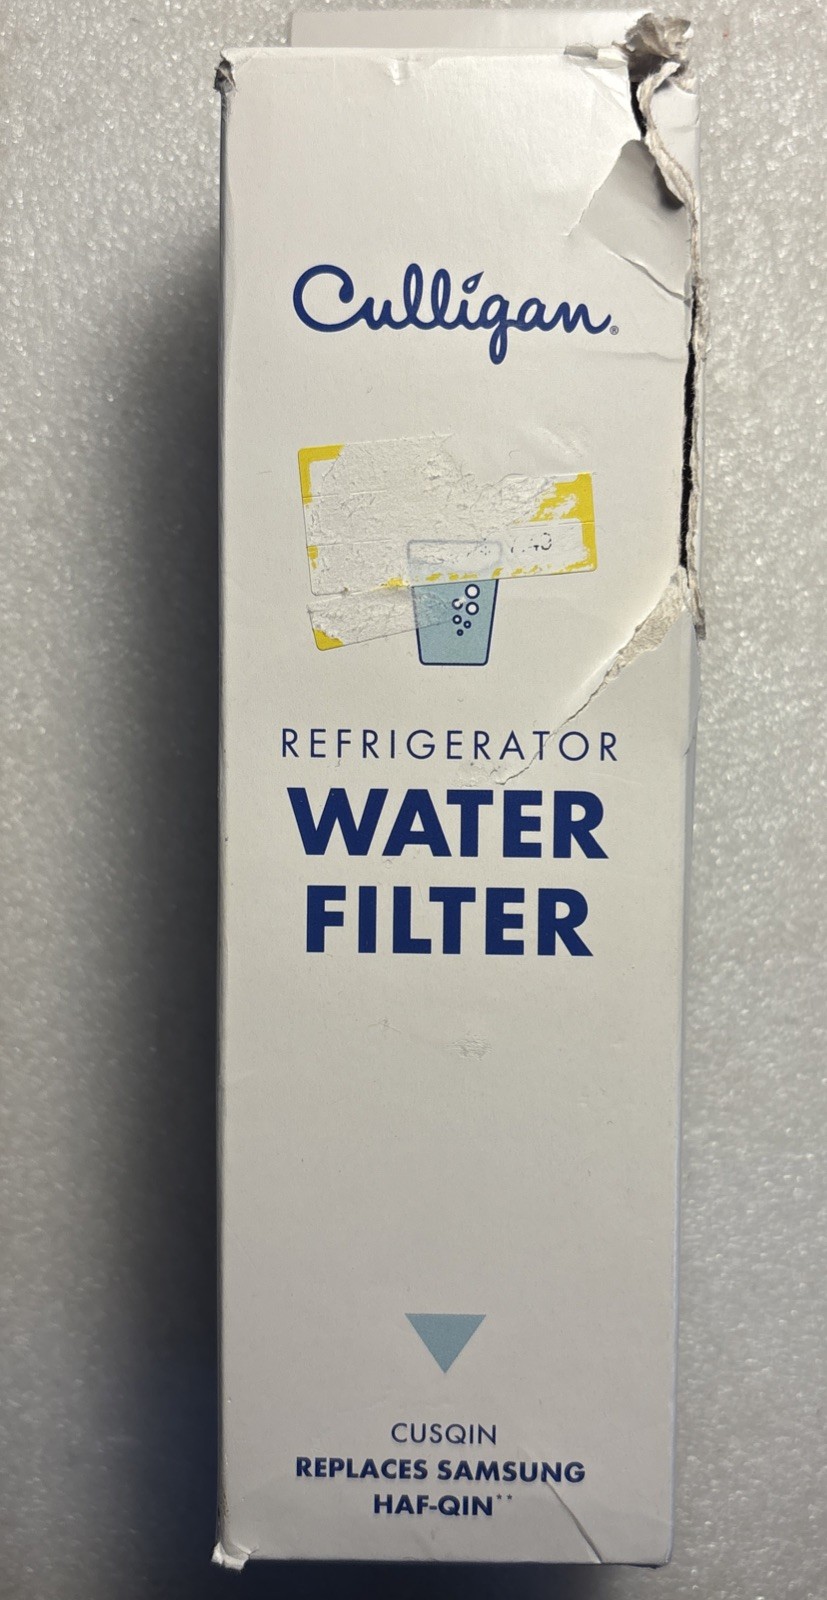 Culligan®
REFRIGERATOR
WATER
FILTER
CUSQIN
REPLACES SAMSUNG
HAF-QIN**